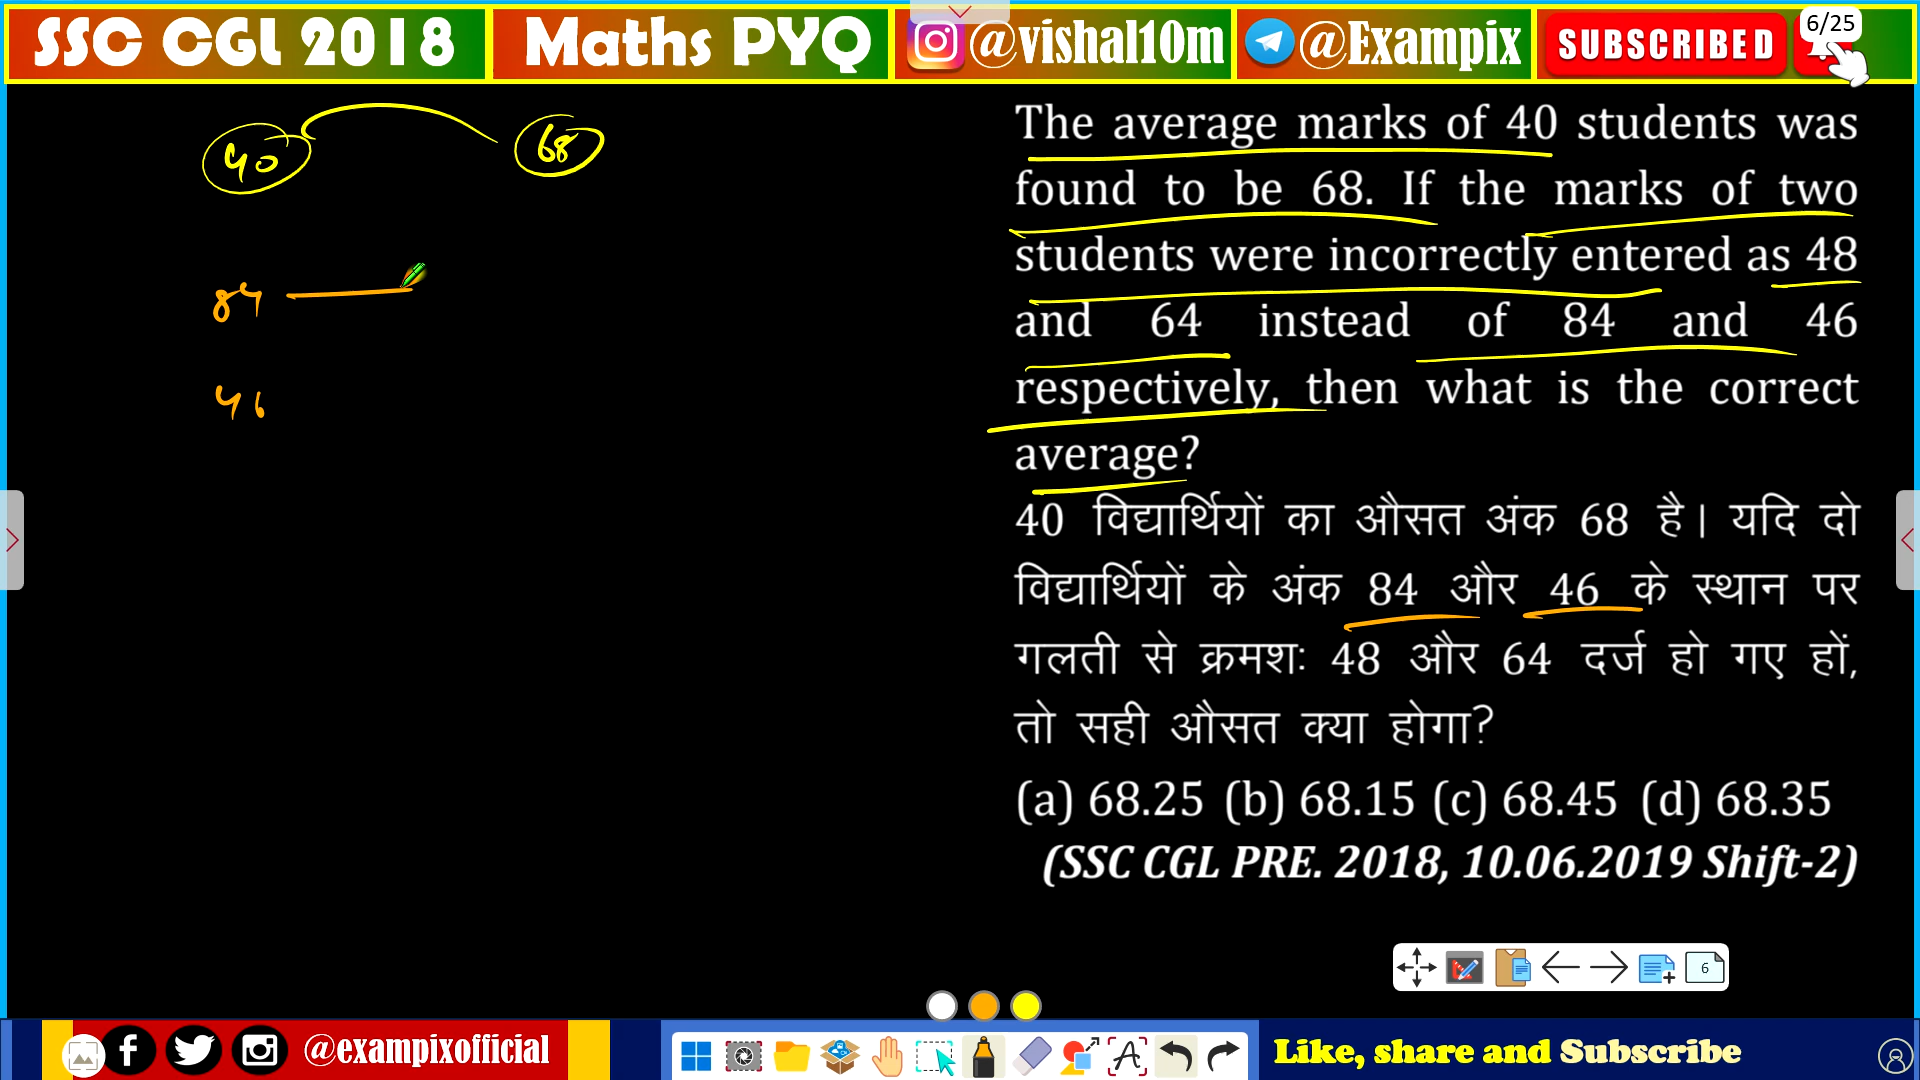 SSC CGL 2018
Maths PYQ
@vishal10m
@Exampix
SUBSCRIBED
6/25
40
68
84
46
The average marks of 40 students was
found to be 68. If the marks of two
students were incorrectly entered as 48
and 64 instead of 84 and 46
respectively, then what is the correct
average?
40 विद्यार्थियों का औसत अंक 68 है। यदि दो
विद्यार्थियों के अंक 84 और 46 के स्थान पर
गलती से क्रमशः 48 और 64 दर्ज हो गए हों,
तो सही औसत क्या होगा?
(a) 68.25 (b) 68.15 (c) 68.45 (d) 68.35
(SSC CGL PRE. 2018, 10.06.2019 Shift-2)
6
@exampixofficial
Like, share and Subscribe